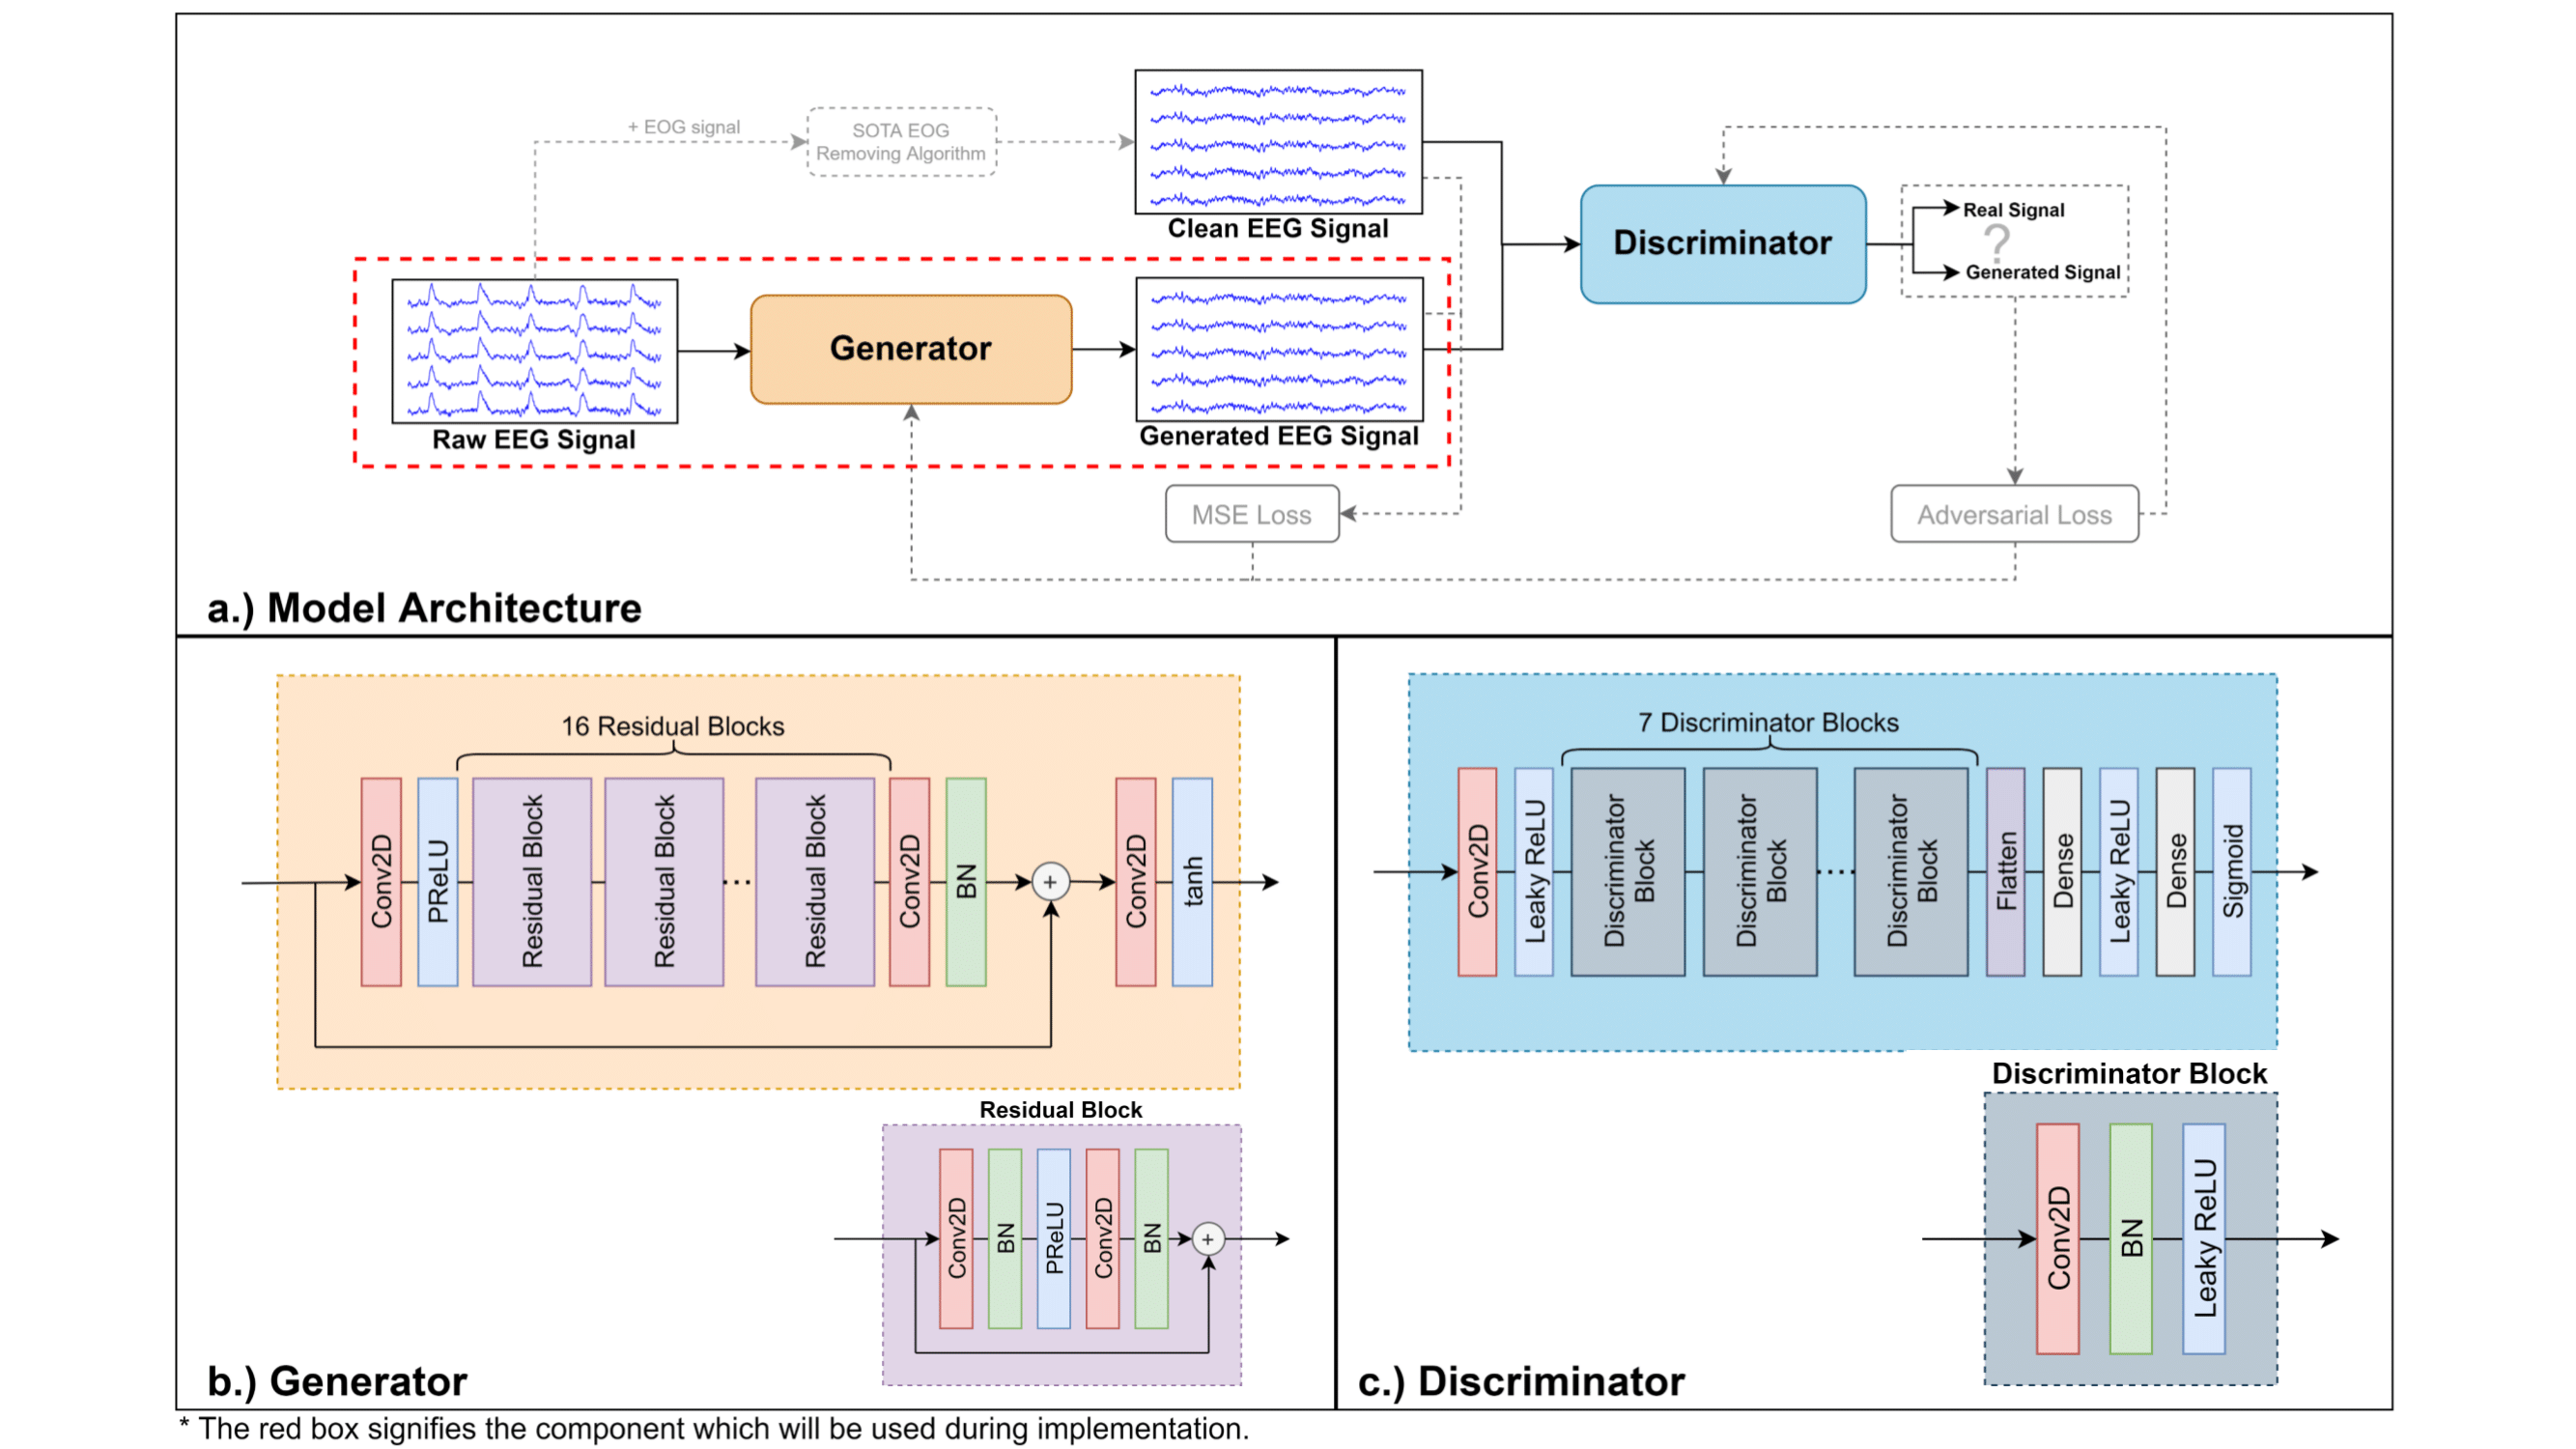 + EOG signal
SOTA EOG
Removing Algorithm
Clean EEG Signal
Discriminator
Real Signal
?
Generated Signal
Raw EEG Signal
Generator
Generated EEG Signal
MSE Loss
Adversarial Loss
a.) Model Architecture
16 Residual Blocks
Conv2D
PReLU
Residual Block
Residual Block
...
Residual Block
Conv2D
BN
+
Conv2D
tanh
Residual Block
Conv2D
BN
PReLU
Conv2D
BN
+
b.) Generator
7 Discriminator Blocks
Conv2D
Leaky ReLU
Discriminator
Block
Discriminator
Block
....
Discriminator
Block
Flatten
Dense
Leaky ReLU
Dense
Sigmoid
Discriminator Block
Conv2D
BN
Leaky ReLU
c.) Discriminator
* The red box signifies the component which will be used during implementation.